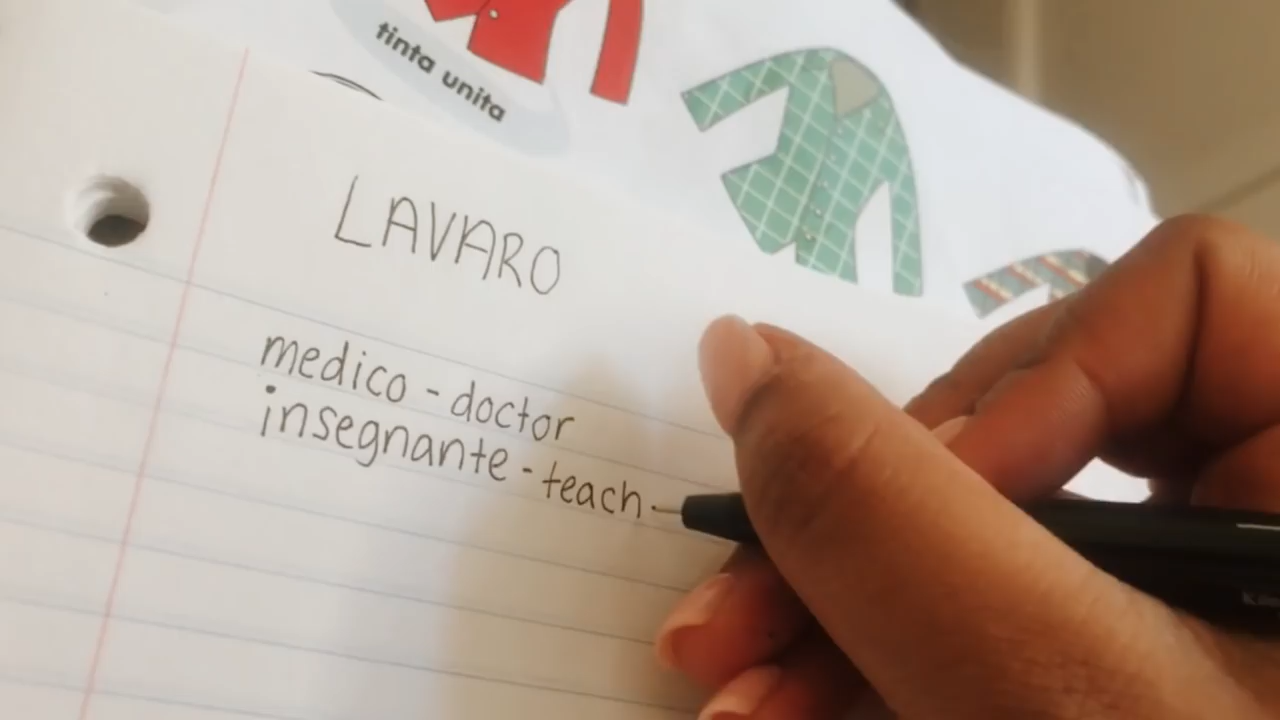 tinta unita
LAVARO
medico - doctor
insegnante - teach